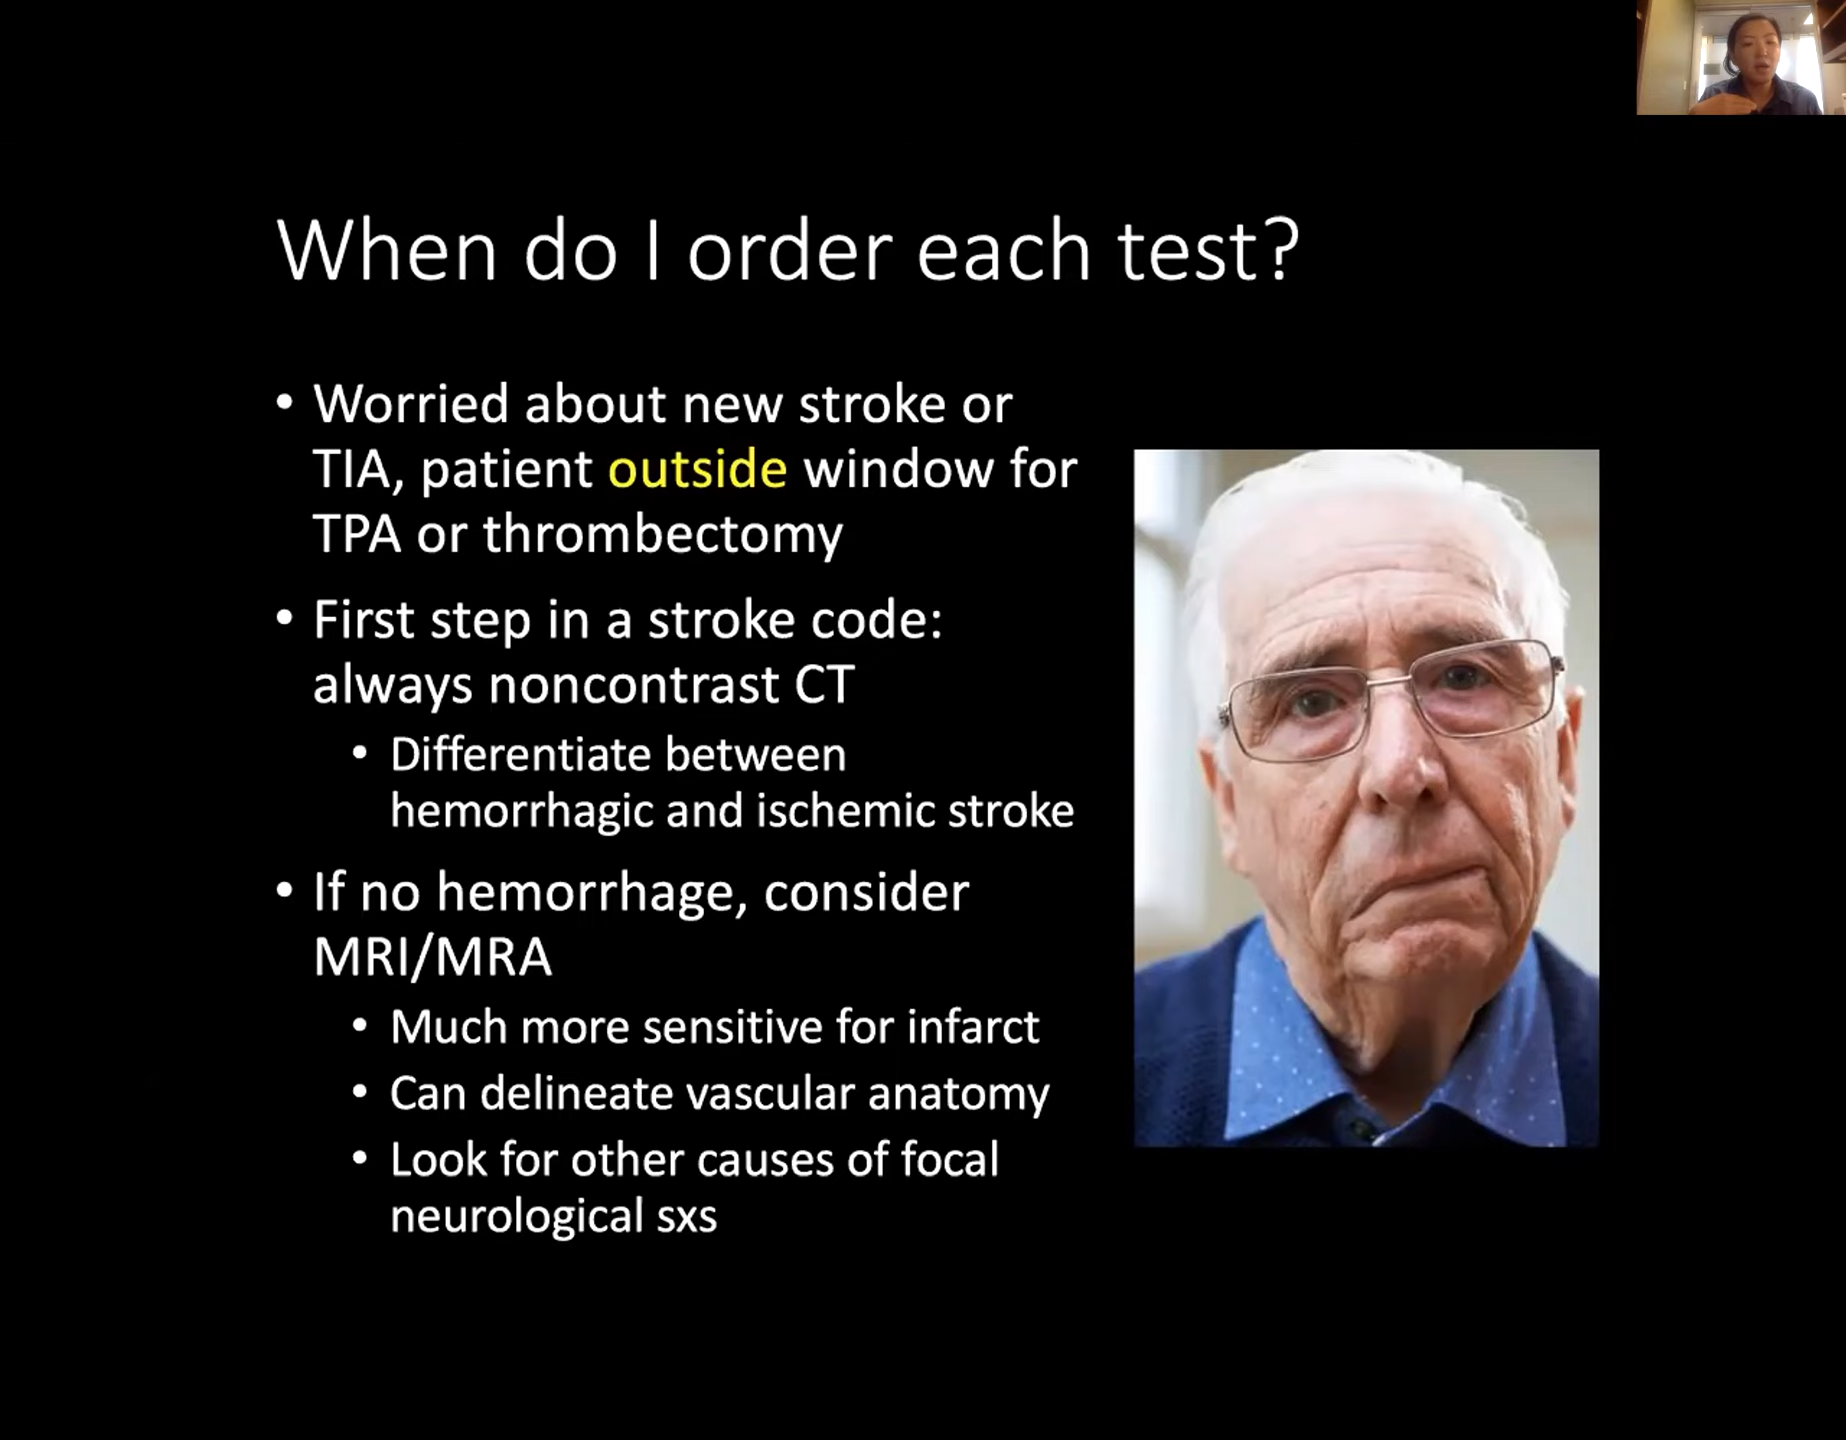 When do I order each test?
• Worried about new stroke or
TIA, patient outside window for
TPA or thrombectomy
• First step in a stroke code:
always noncontrast CT
• Differentiate between
hemorrhagic and ischemic stroke
• If no hemorrhage, consider
MRI/MRA
• Much more sensitive for infarct
• Can delineate vascular anatomy
• Look for other causes of focal
neurological sxs